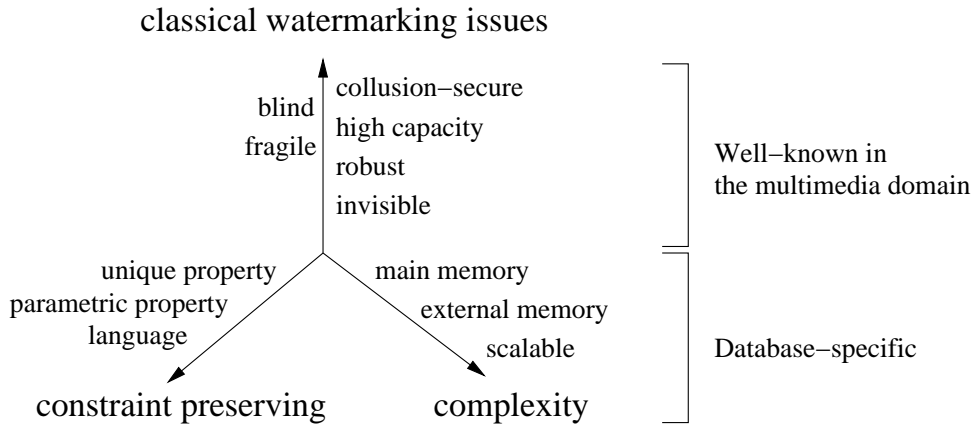 classical watermarking issues
blind
fragile
collusion−secure
high capacity
robust
invisible
Well−known in
the multimedia domain
unique property
parametric property
language
main memory
external memory
scalable
Database−specific
constraint preserving
complexity